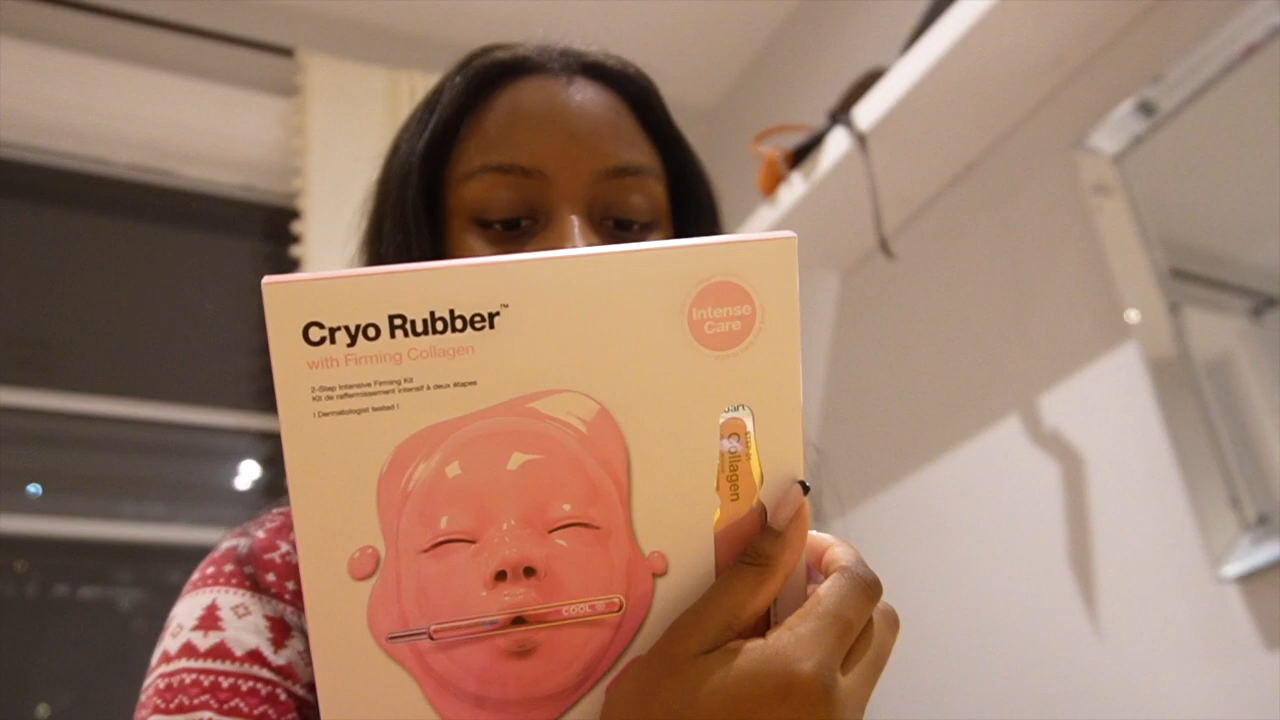 Cryo Rubber™
with Firming Collagen
2-Step Intensive Firming Kit
Kit de raffermissement intensif à deux étapes
! Dermatologist tested !
Intense
Care
Collagen
COOL